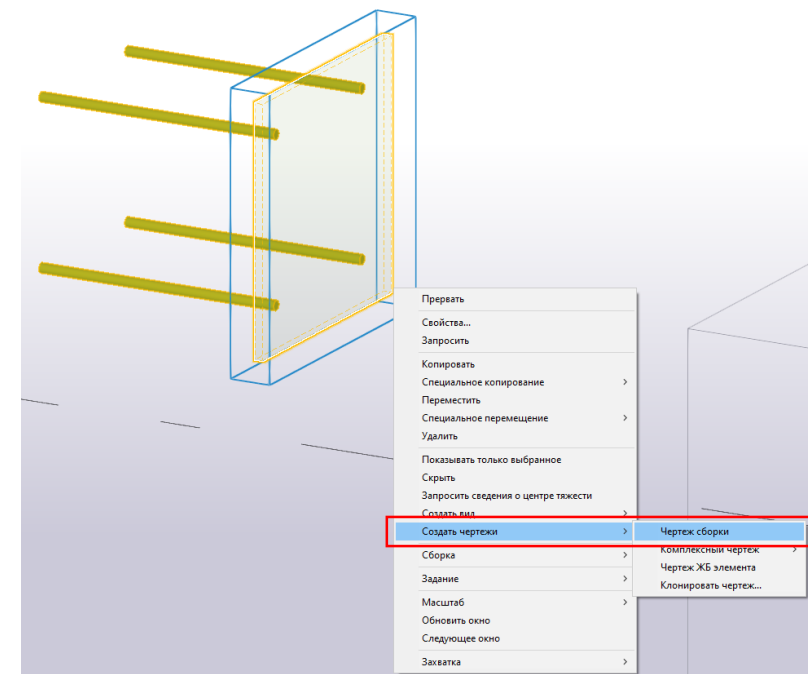 Прервать
Свойства...
Запросить
Копировать
Специальное копирование
Переместить
Специальное перемещение
Удалить
Показывать только выбранное
Скрыть
Запросить сведения о центре тяжести
Создать вид
Создать чертежи
Чертеж сборки
Комплексный чертеж
Сборка
Чертеж ЖБ элемента
Задание
Клонировать чертеж...
Масштаб
Обновить окно
Следующее окно
Захватка